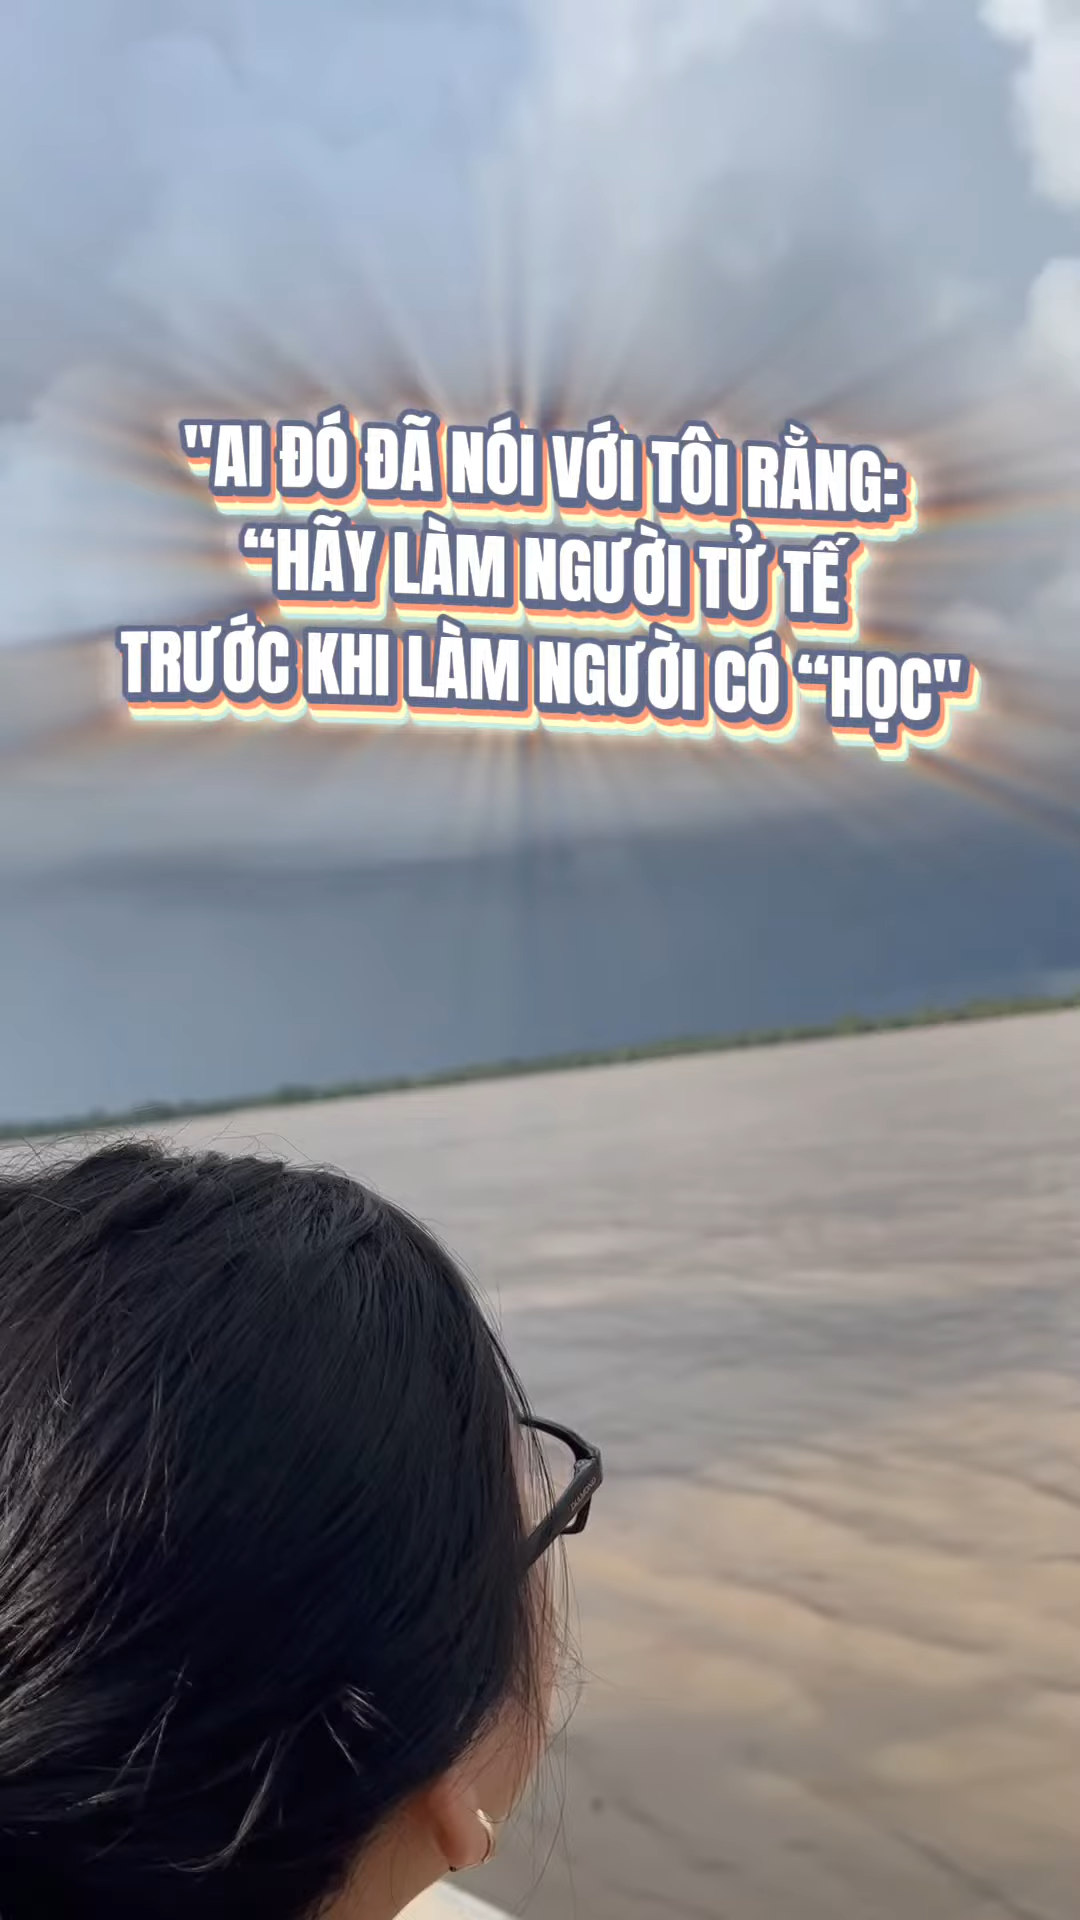 "AI ĐÓ ĐÃ NÓI VỚI TÔI RẰNG:
“HÃY LÀM NGƯỜI TỬ TẾ
TRƯỚC KHI LÀM NGƯỜI CÓ “HỌC"